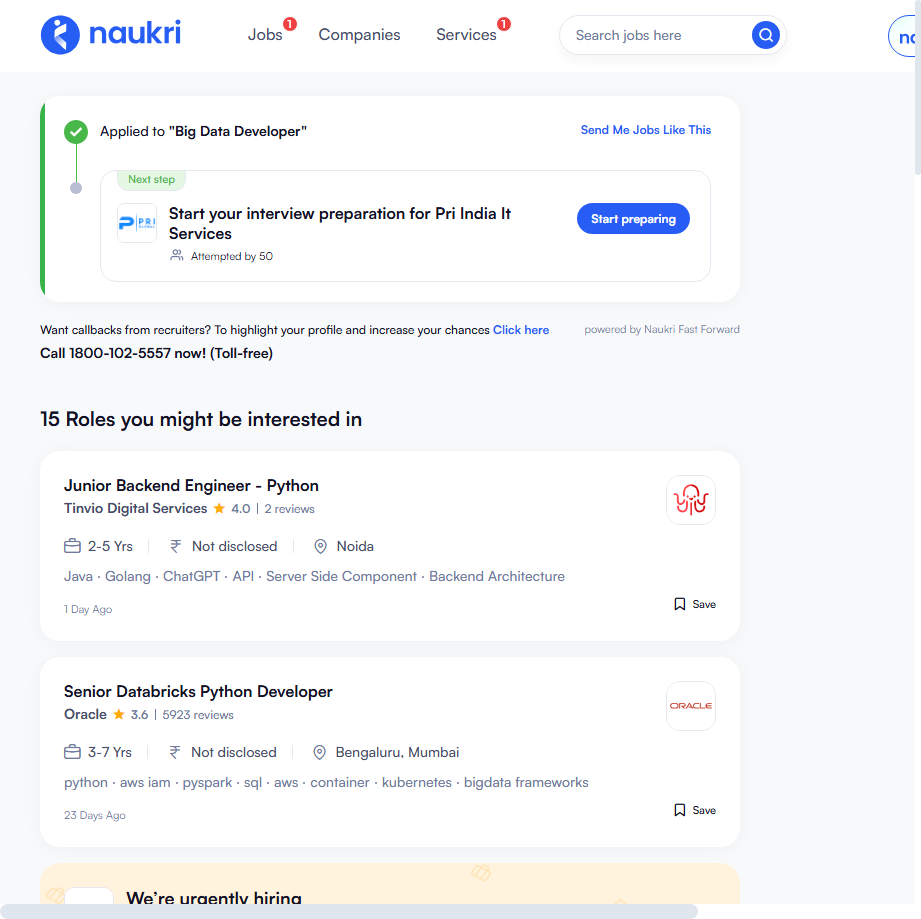 naukri
Jobs 1 Companies Services 1 Search jobs here
Applied to "Big Data Developer" Send Me Jobs Like This
Next step
PRI
Start your interview preparation for Pri India It
Services
Start preparing
Attempted by 50
Want callbacks from recruiters? To highlight your profile and increase your chances Click here powered by Naukri Fast Forward
Call 1800-102-5557 now! (Toll-free)
15 Roles you might be interested in
Junior Backend Engineer - Python
Tinvio Digital Services 4.0 | 2 reviews
2-5 Yrs ₹ Not disclosed Noida
Java · Golang · ChatGPT · API · Server Side Component · Backend Architecture
1 Day Ago Save
Senior Databricks Python Developer
Oracle 3.6 | 5923 reviews
ORACLE
3-7 Yrs ₹ Not disclosed Bengaluru, Mumbai
python · aws iam · pyspark · sql · aws · container · kubernetes · bigdata frameworks
23 Days Ago Save
We're urgently hiring